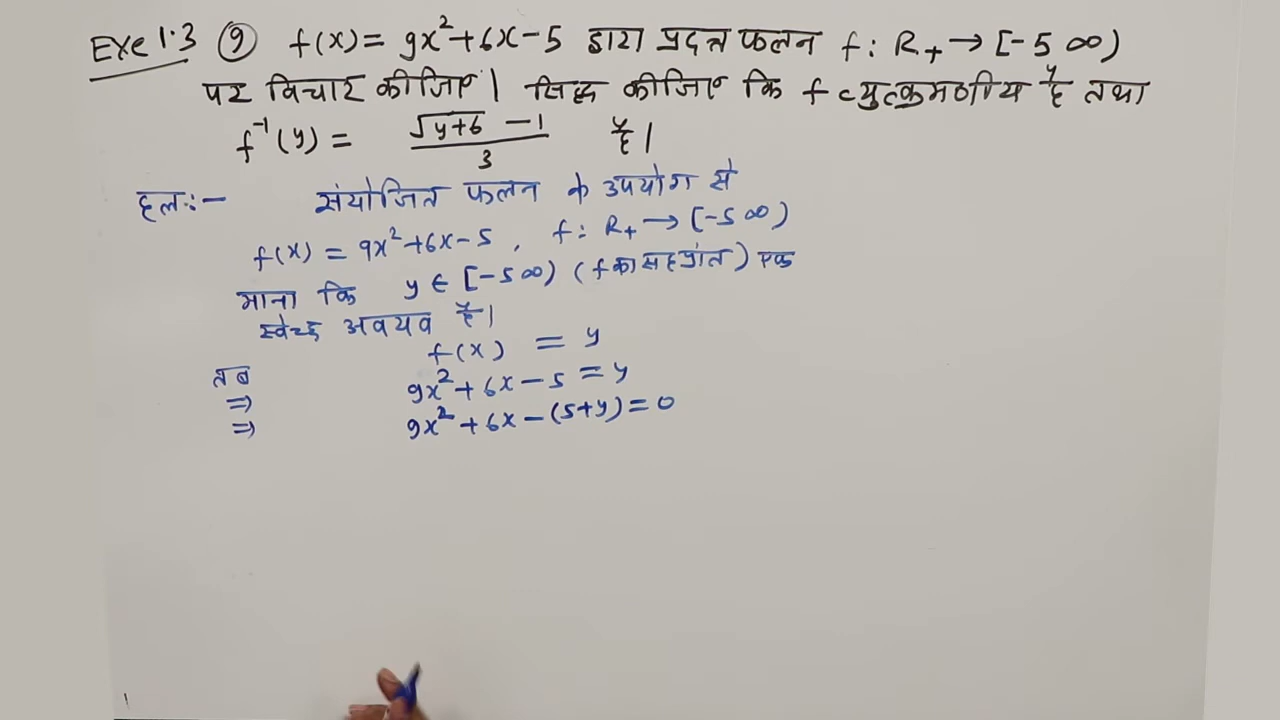 Exe 1.3 (9) f(x) = 9x²+6x-5 द्वारा प्रदत्त फलन f: R₊ → [-5 ∞)
पर विचार कीजिए। सिद्ध कीजिए कि f व्युत्क्रमणीय है तथा
f⁻¹(y) = (√(y+6) - 1)/3 है।
हलः- संयोजित फलन के उपयोग से
f(x) = 9x²+6x-5, f: R₊ → [-5 ∞)
माना कि y ∈ [-5 ∞) (f का सहप्रांत) एक
स्वेच्छ अवयव है।
तब f(x) = y
⇒ 9x²+6x-5 = y
⇒ 9x²+6x-(5+y)=0